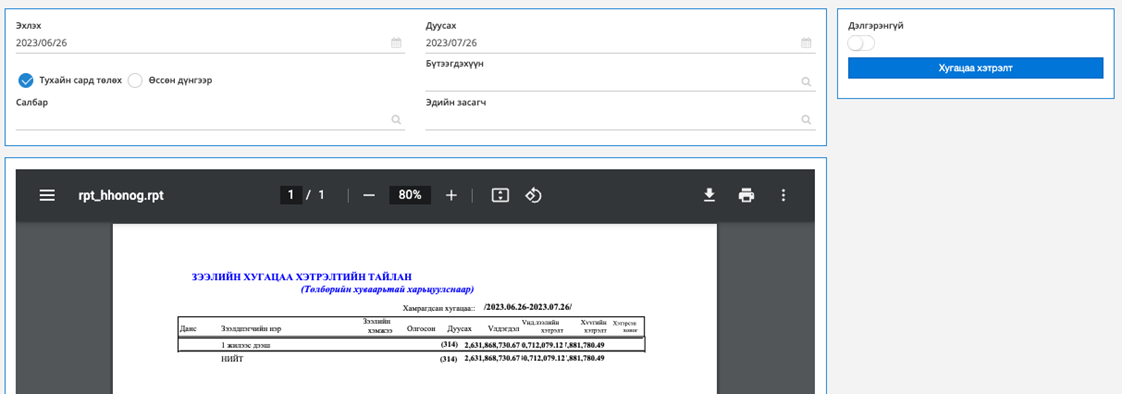 Эхлэх
2023/06/26
Дуусах
2023/07/26
Дэлгэрэнгүй
Хугацаа хэтрэлт
Тухайн сард төлөх
Өссөн дүнгээр
Бүтээгдэхүүн
Салбар
Эдийн засагч
rpt_hhonog.rpt
1 / 1
80%
ЗЭЭЛИЙН ХУГАЦАА ХЭТРЭЛТИЙН ТАЙЛАН
(Төлбөрийн хуваарьтай харьцуулснаар)
Хамрагдсан хугацаа:: /2023.06.26-2023.07.26/
Данс Зээлдэгчийн нэр Зээлийн хэмжээ Олгосон Дуусах Үлдэгдэл Үнд.зээлийн хэтрэлт Хүүгийн хэтрэлт Хэтэрсэн
1 жилээс дээш (314) 2,631,868,730.67 0,712,079.12 ,881,780.49
НИЙТ (314) 2,631,868,730.67 0,712,079.12 ,881,780.49